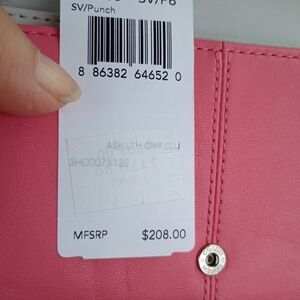 SV/Punch
8 86382 64652 0
ASH LTH CMP CLU
MFSRP $208.00